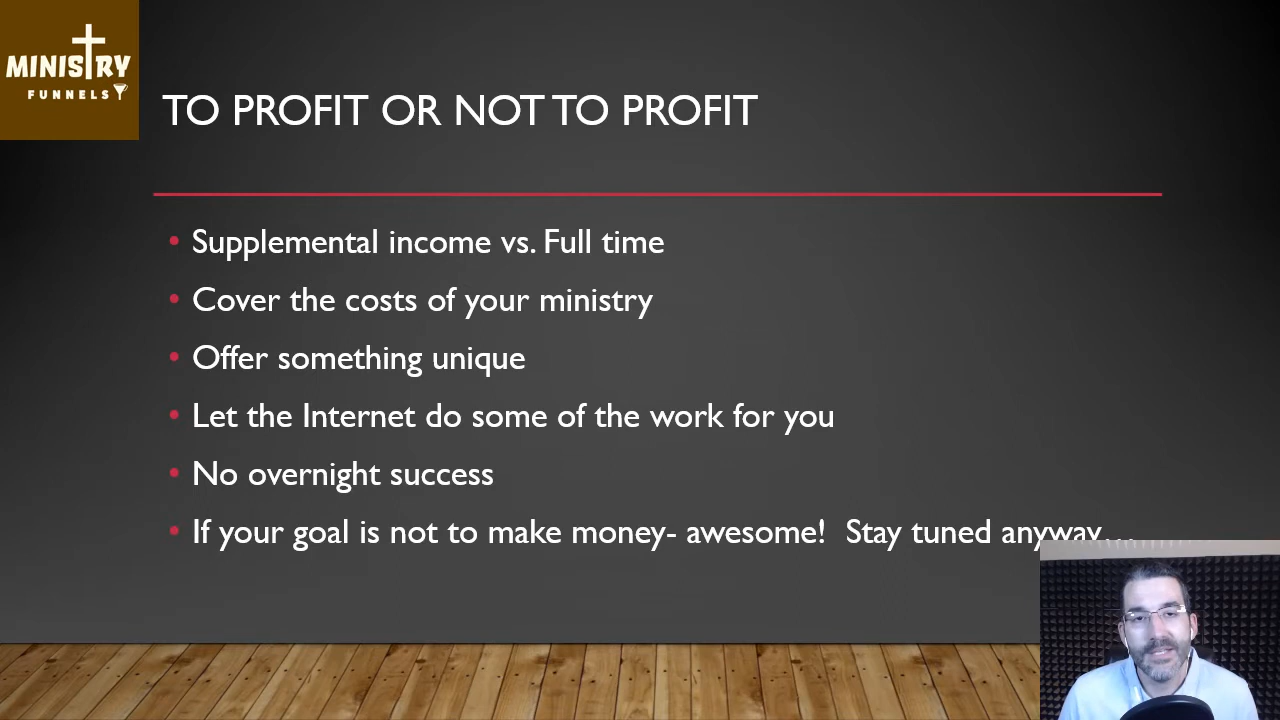 MINISTRY
FUNNELS
TO PROFIT OR NOT TO PROFIT
• Supplemental income vs. Full time
• Cover the costs of your ministry
• Offer something unique
• Let the Internet do some of the work for you
• No overnight success
• If your goal is not to make money- awesome!  Stay tuned anyway…